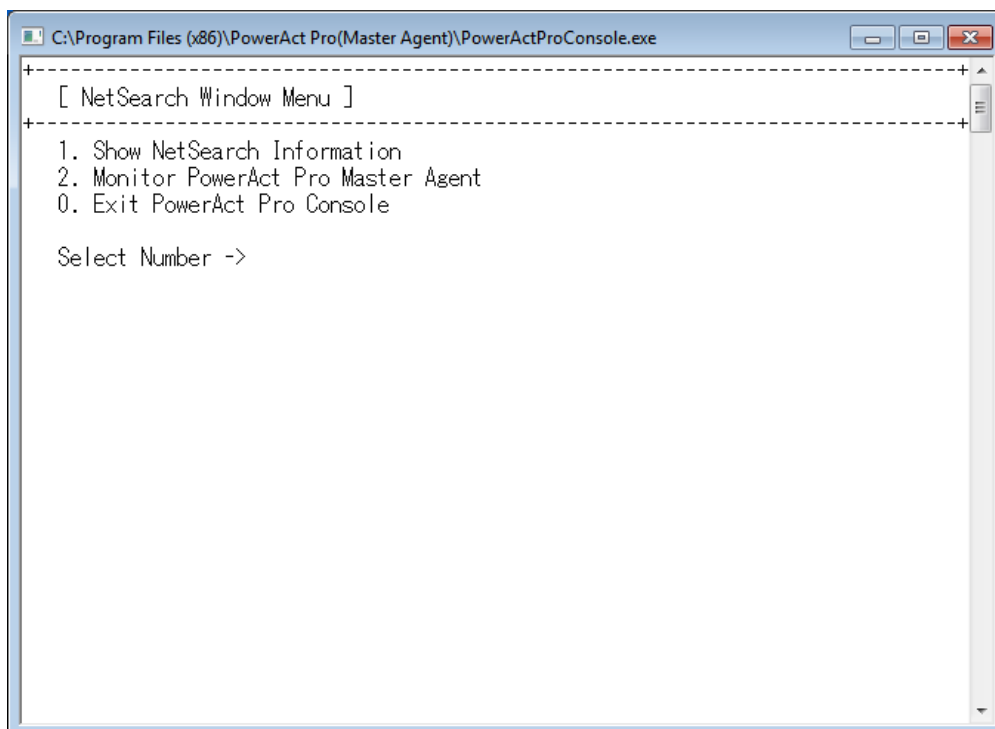 C:\Program Files (x86)\PowerAct Pro(Master Agent)\PowerActProConsole.exe
+------------------------------------------------------------------------------+
[ NetSearch Window Menu ]
+------------------------------------------------------------------------------+
1. Show NetSearch Information
2. Monitor PowerAct Pro Master Agent
0. Exit PowerAct Pro Console
Select Number ->